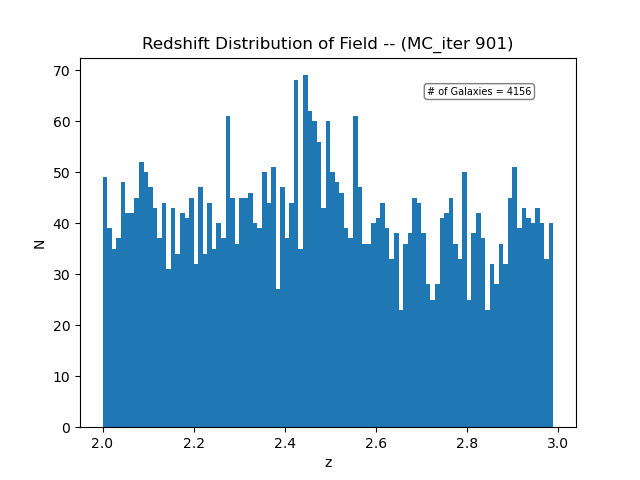 Redshift Distribution of Field -- (MC_iter 901)
# of Galaxies = 4156
70
60
50
40
30
20
10
0
N
2.0 2.2 2.4 2.6 2.8 3.0
z